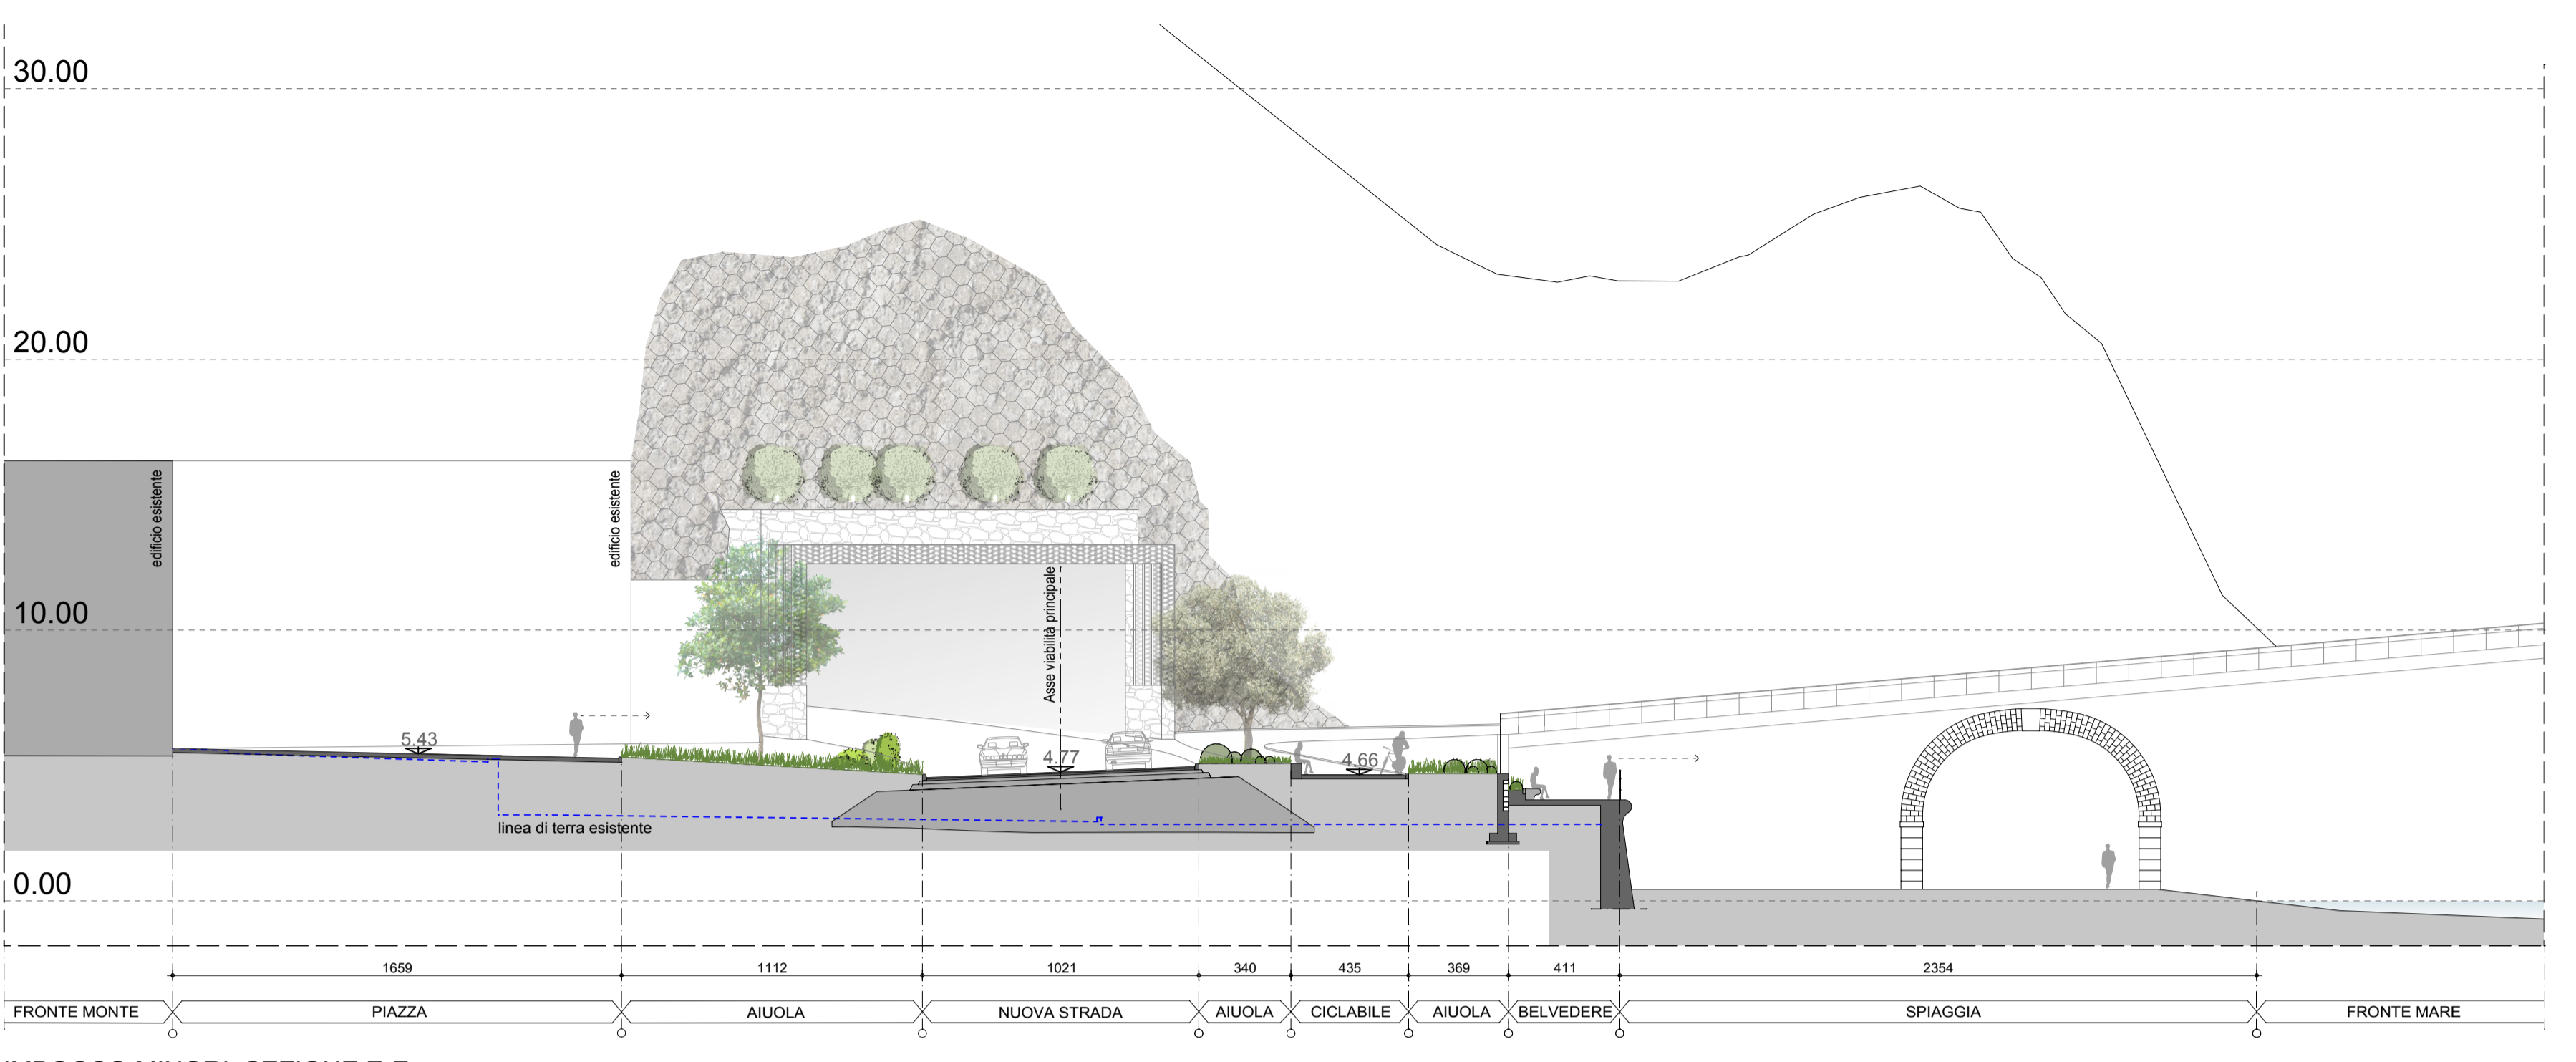 30.00
20.00
10.00
0.00
edificio esistente
edificio esistente
Asse viabilità principale
5.43
4.77
4.66
linea di terra esistente
1659 1112 1021 340 435 369 411 2354
FRONTE MONTE PIAZZA AIUOLA NUOVA STRADA AIUOLA CICLABILE AIUOLA BELVEDERE SPIAGGIA FRONTE MARE